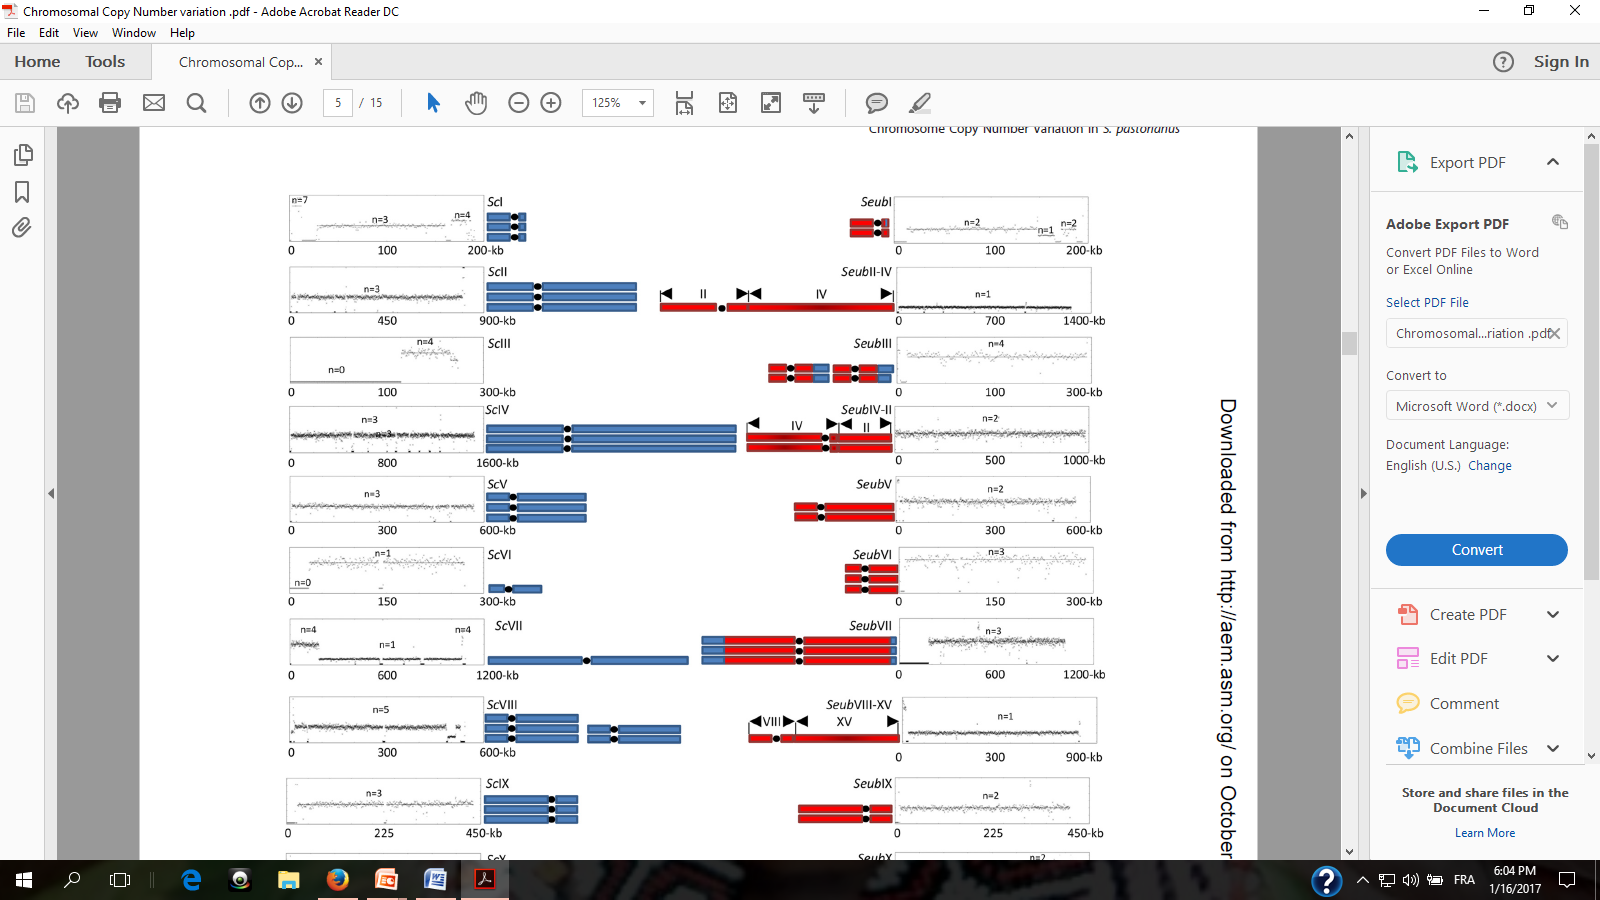 Chromosomal Copy Number variation .pdf - Adobe Acrobat Reader DC
File Edit View Window Help
Home Tools Chromosomal Cop... × Sign In
5 / 15 125%
Chromosome Copy Number Variation in S. pastorianus
n=7 n=3 n=4 ScI SeubI n=2 n=1 n=2
0 100 200-kb 0 100 200-kb
n=3 ScII SeubII-IV II IV n=1
0 450 900-kb 0 700 1400-kb
n=0 n=4 ScIII SeubIII n=4
0 100 300-kb 0 100 300-kb
n=3 n=3 ScIV SeubIV-II IV II n=2
0 800 1600-kb 0 500 1000-kb
n=3 ScV SeubV n=2
0 300 600-kb 0 300 600-kb
n=0 n=1 ScVI SeubVI n=3
0 150 300-kb 0 150 300-kb
n=4 n=1 n=4 ScVII SeubVII n=3
0 600 1200-kb 0 600 1200-kb
n=5 ScVIII SeubVIII-XV VIII XV n=1
0 300 600-kb 0 300 900-kb
n=3 ScIX SeubIX n=2
0 225 450-kb 0 225 450-kb
ScX SeubX n=2
Downloaded from http://aem.asm.org/ on October
Export PDF
Adobe Export PDF
Convert PDF Files to Word
or Excel Online
Select PDF File
Chromosomal...riation .pdf
Convert to
Microsoft Word (*.docx)
Document Language:
English (U.S.) Change
Convert
Create PDF
Edit PDF
Comment
Combine Files
Store and share files in the
Document Cloud
Learn More
FRA
6:04 PM
1/16/2017